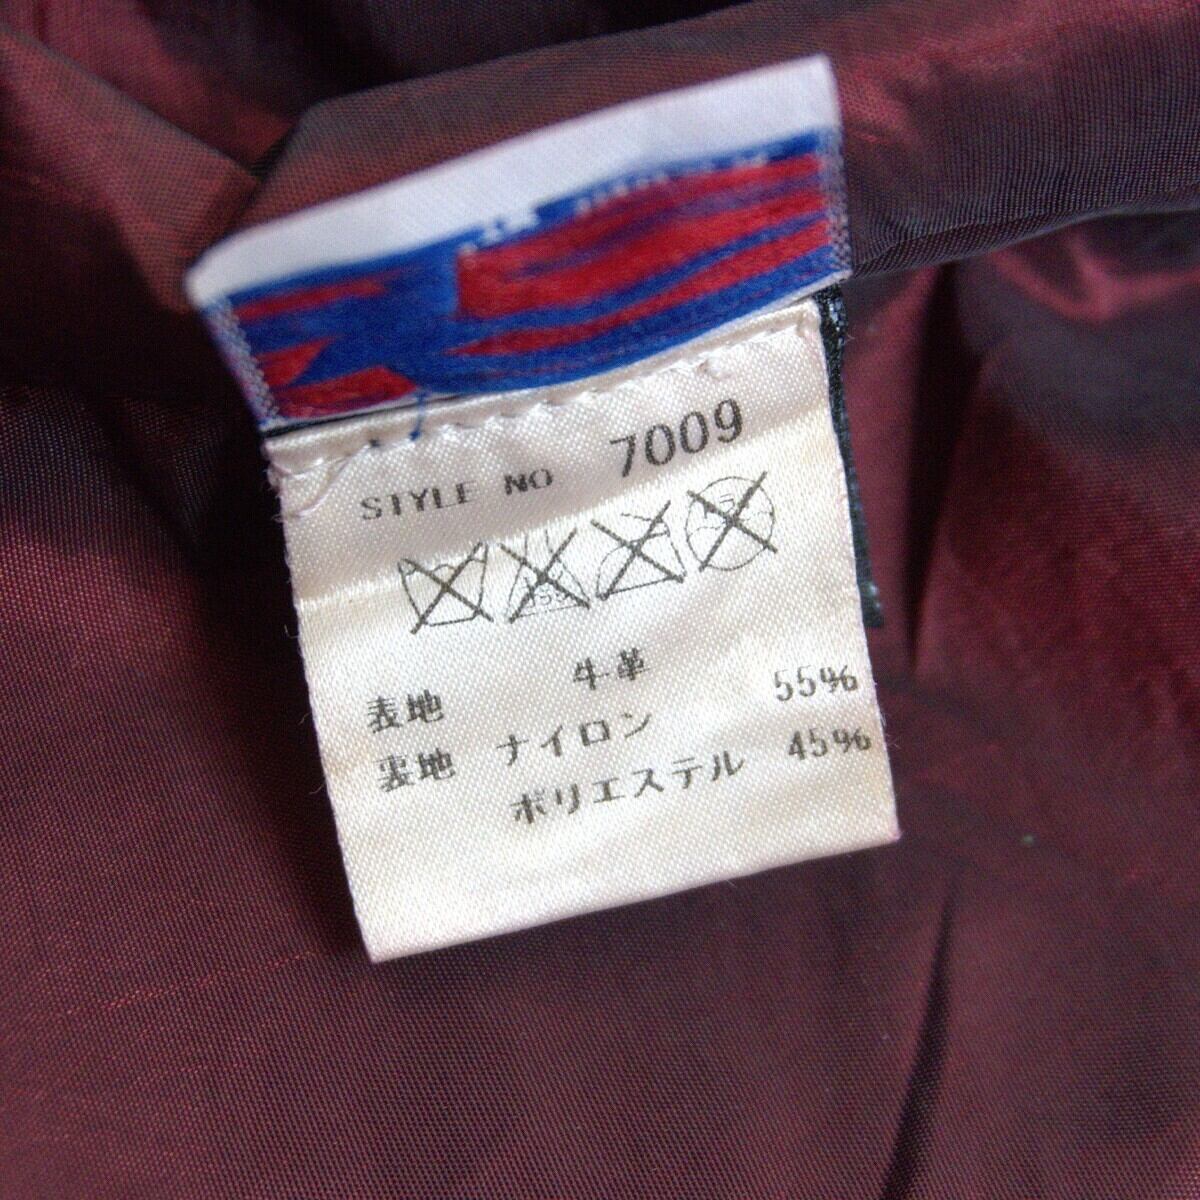 STYLE NO 7009
表地 牛革
裏地 ナイロン 55%
ポリエステル 45%